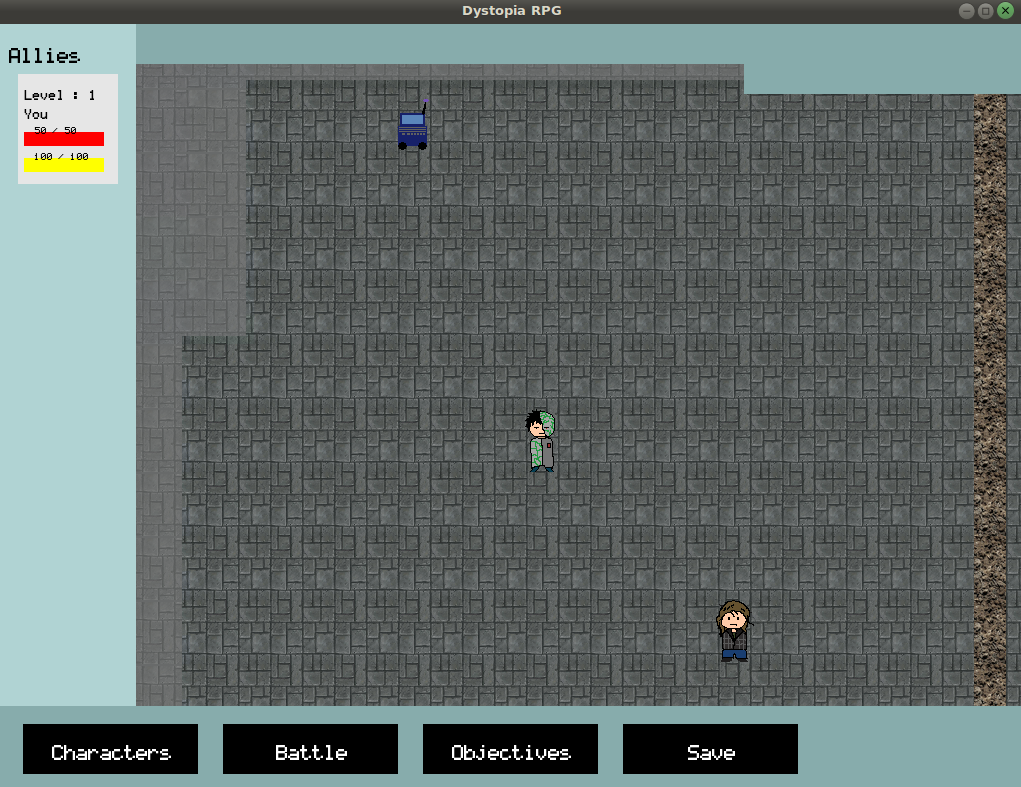 Dystopia RPG
Allies
Level : 1
You
50 / 50
100 / 100
Characters
Battle
Objectives
Save